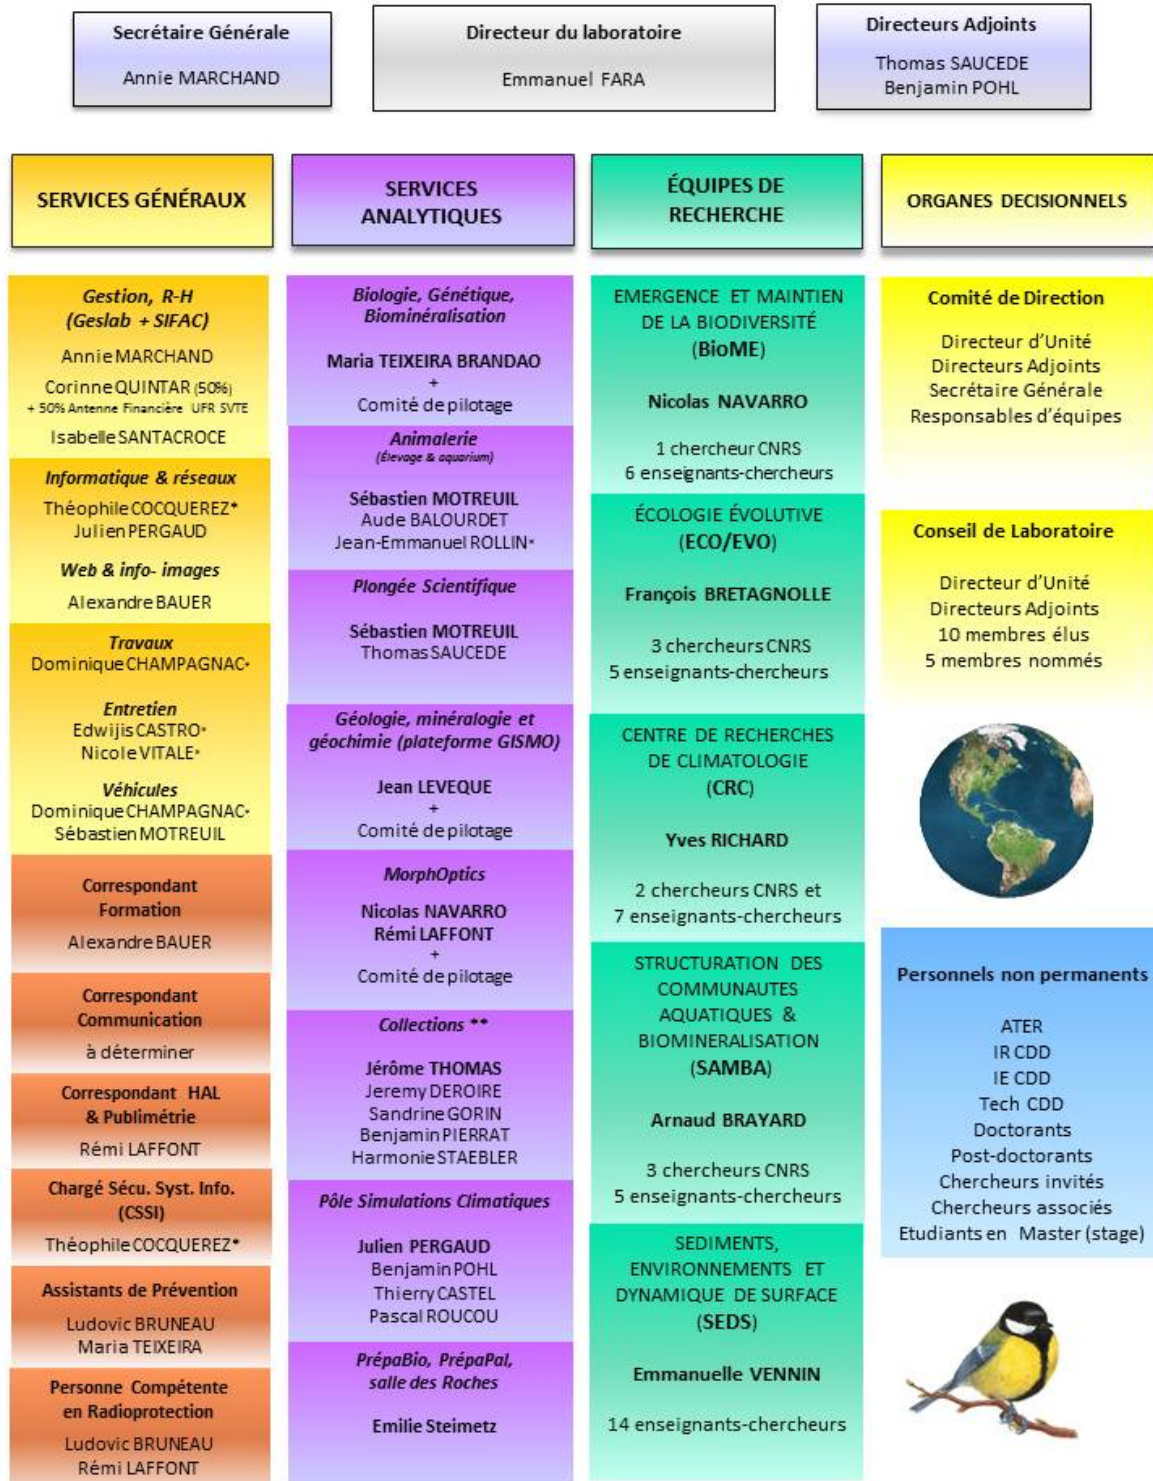 Secrétaire Générale
Annie MARCHAND
Directeur du laboratoire
Emmanuel FARA
Directeurs Adjoints
Thomas SAUCEDE
Benjamin POHL
SERVICES GÉNÉRAUX
Gestion, R-H
(Geslab + SIFAC)
Annie MARCHAND
Corinne QUINTAR (50%)
+ 50% Antenne Financière UFR SVTE
Isabelle SANTACROCE
Informatique & réseaux
Théophile COCQUEREZ*
Julien PERGAUD
Web & info- images
Alexandre BAUER
Travaux
Dominique CHAMPAGNAC*
Entretien
Edwijis CASTRO*
Nicole VITALE*
Véhicules
Dominique CHAMPAGNAC*
Sébastien MOTREUIL
Correspondant
Formation
Alexandre BAUER
Correspondant
Communication
à déterminer
Correspondant HAL
& Publimétrie
Rémi LAFFONT
Chargé Sécu. Syst. Info.
(CSSI)
Théophile COCQUEREZ*
Assistants de Prévention
Ludovic BRUNEAU
Maria TEIXEIRA
Personne Compétente
en Radioprotection
Ludovic BRUNEAU
Rémi LAFFONT
SERVICES
ANALYTIQUES
Biologie, Génétique,
Biominéralisation
Maria TEIXEIRA BRANDAO
+
Comité de pilotage
Animalerie
(Élevage & aquarium)
Sébastien MOTREUIL
Aude BALOURDET
Jean-Emmanuel ROLLIN*
Plongée Scientifique
Sébastien MOTREUIL
Thomas SAUCEDE
Géologie, minéralogie et
géochimie (plateforme GISMO)
Jean LEVEQUE
+
Comité de pilotage
MorphOptics
Nicolas NAVARRO
Rémi LAFFONT
+
Comité de pilotage
Collections **
Jérôme THOMAS
Jeremy DEROIRE
Sandrine GORIN
Benjamin PIERRAT
Harmonie STAEBLER
Pôle Simulations Climatiques
Julien PERGAUD
Benjamin POHL
Thierry CASTEL
Pascal ROUCOU
PrépaBio, PrépaPal,
salle des Roches
Emilie Steimetz
ÉQUIPES DE
RECHERCHE
EMERGENCE ET MAINTIEN
DE LA BIODIVERSITÉ
(BioME)
Nicolas NAVARRO
1 chercheur CNRS
6 enseignants-chercheurs
ÉCOLOGIE ÉVOLUTIVE
(ECO/EVO)
François BRETAGNOLLE
3 chercheurs CNRS
5 enseignants-chercheurs
CENTRE DE RECHERCHES
DE CLIMATOLOGIE
(CRC)
Yves RICHARD
2 chercheurs CNRS et
7 enseignants-chercheurs
STRUCTURATION DES
COMMUNAUTES
AQUATIQUES &
BIOMINERALISATION
(SAMBA)
Arnaud BRAYARD
3 chercheurs CNRS
5 enseignants-chercheurs
SEDIMENTS,
ENVIRONNEMENTS ET
DYNAMIQUE DE SURFACE
(SEDS)
Emmanuelle VENNIN
14 enseignants-chercheurs
ORGANES DECISIONNELS
Comité de Direction
Directeur d'Unité
Directeurs Adjoints
Secrétaire Générale
Responsables d'équipes
Conseil de Laboratoire
Directeur d'Unité
Directeurs Adjoints
10 membres élus
5 membres nommés
Personnels non permanents
ATER
IR CDD
IE CDD
Tech CDD
Doctorants
Post-doctorants
Chercheurs invités
Chercheurs associés
Etudiants en Master (stage)